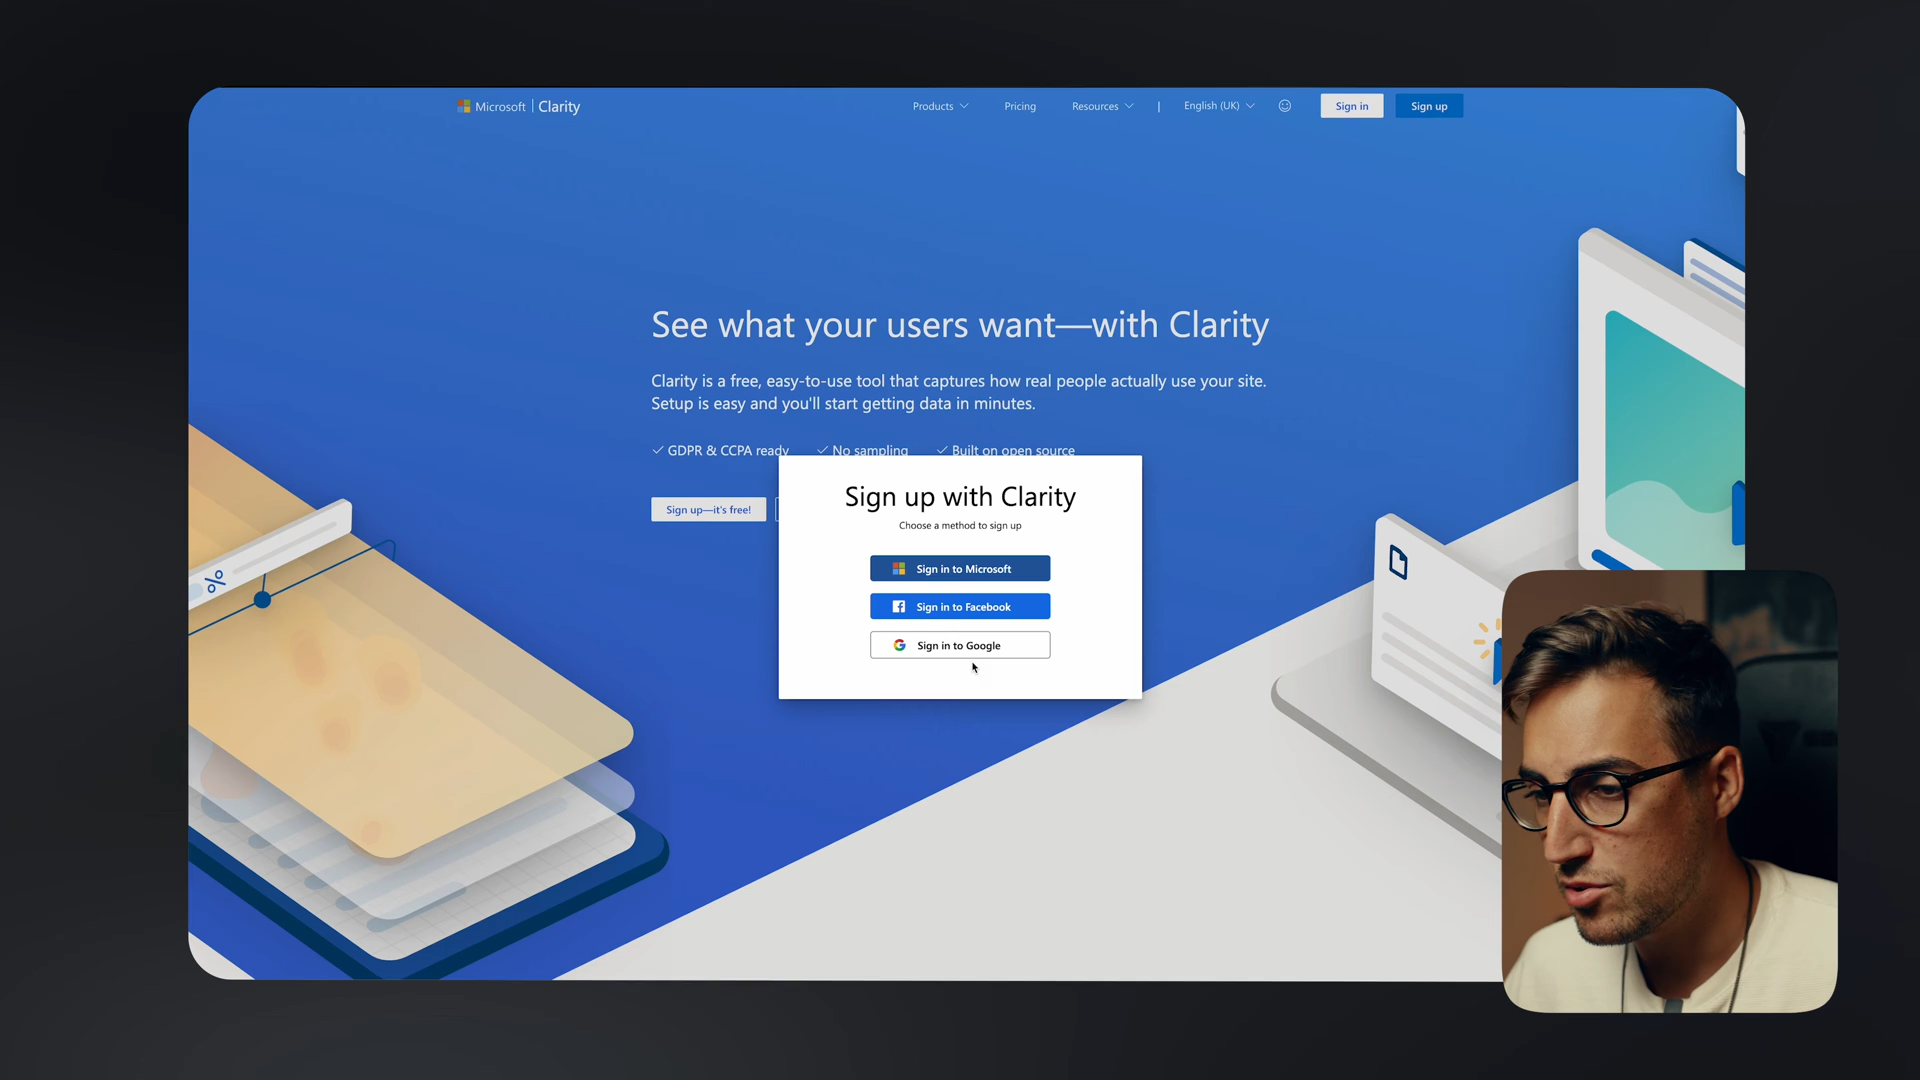 Microsoft | Clarity
Products
Pricing
Resources
|
English (UK)
Sign in
Sign up
See what your users want—with Clarity
Clarity is a free, easy-to-use tool that captures how real people actually use your site.
Setup is easy and you'll start getting data in minutes.
GDPR & CCPA ready
No sampling
Built on open source
Sign up—it's free!
Sign up with Clarity
Choose a method to sign up
Sign in to Microsoft
Sign in to Facebook
Sign in to Google
%